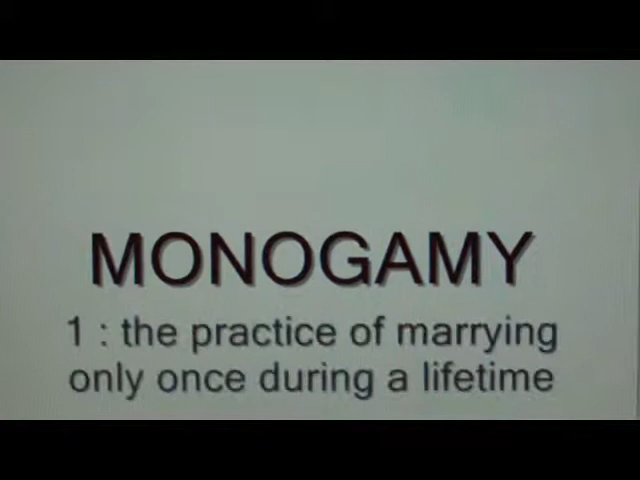 MONOGAMY
1 : the practice of marrying
only once during a lifetime